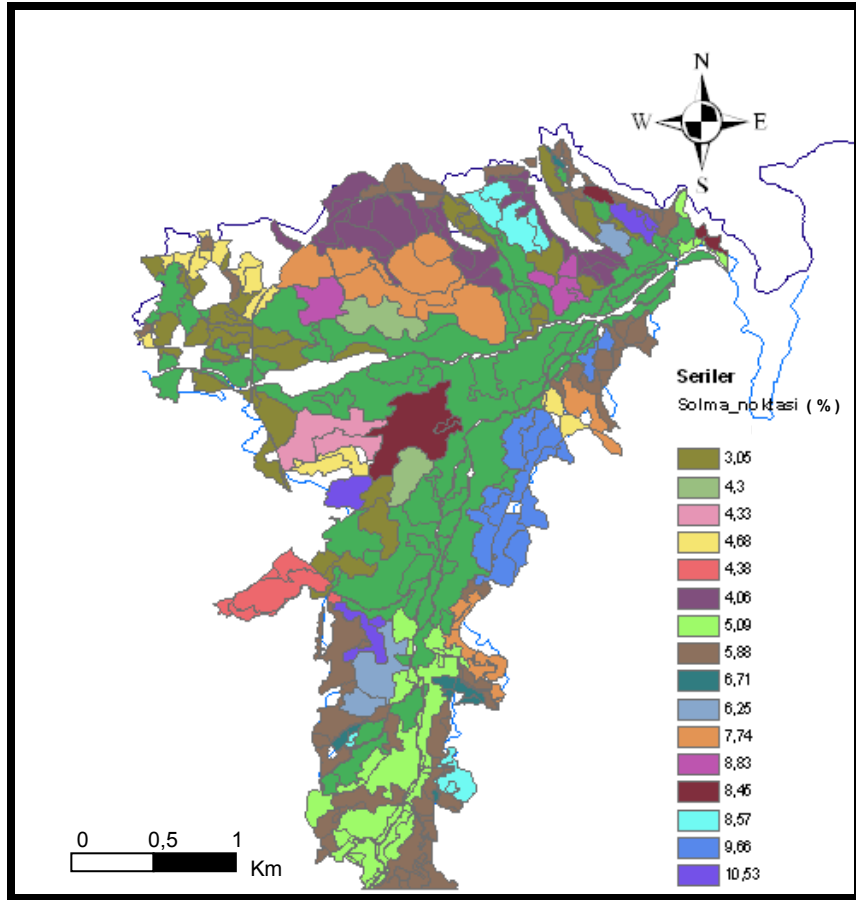 N
W E
S
Seriler
Solma_noktasi (%)
3,05
4,3
4,33
4,68
4,38
4,06
5,09
5,88
6,71
6,25
7,74
8,83
8,45
8,57
9,66
10,53
0 0,5 1
Km